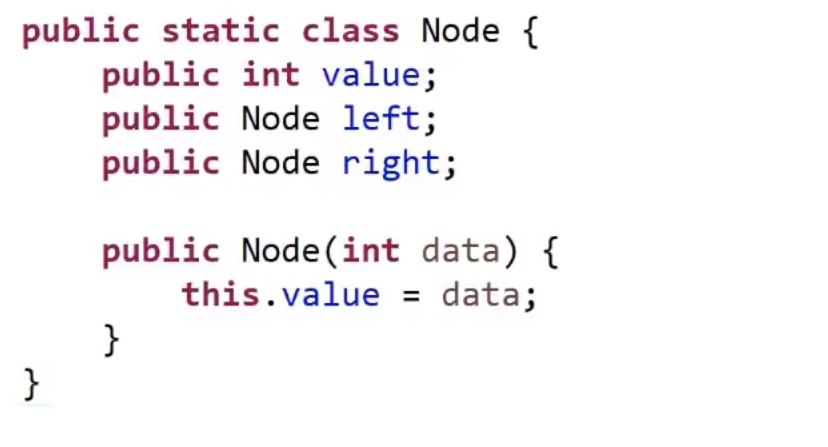 public static class Node {
    public int value;
    public Node left;
    public Node right;

    public Node(int data) {
        this.value = data;
    }
}